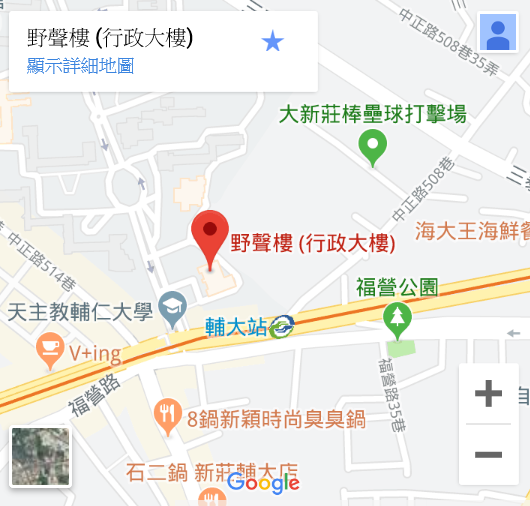 野聲樓 (行政大樓)
顯示詳細地圖
中正路508巷35弄
大新莊棒壘球打擊場
中正路508巷
野聲樓 (行政大樓)
海大王海鮮餐
中正路514巷
福營公園
天主教輔仁大學
輔大站
V+ing
福營路
福營路35巷
自
8鍋新穎時尚臭臭鍋
石二鍋 新莊輔大店
Google